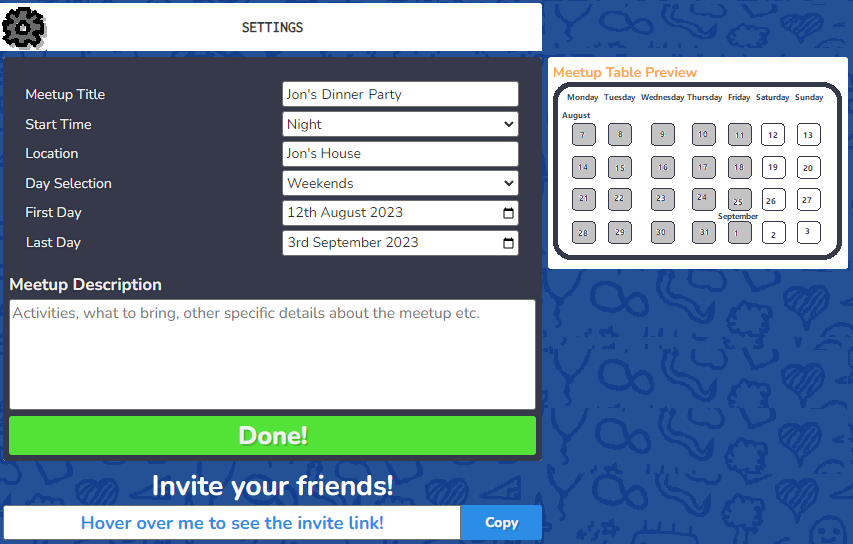 SETTINGS
Meetup Title Jon's Dinner Party
Start Time Night
Location Jon's House
Day Selection Weekends
First Day 12th August 2023
Last Day 3rd September 2023
Meetup Description
Activities, what to bring, other specific details about the meetup etc.
Done!
Invite your friends!
Hover over me to see the invite link! Copy
Meetup Table Preview
Monday Tuesday Wednesday Thursday Friday Saturday Sunday
August
7 8 9 10 11 12 13
14 15 16 17 18 19 20
21 22 23 24 25 26 27
September
28 29 30 31 1 2 3